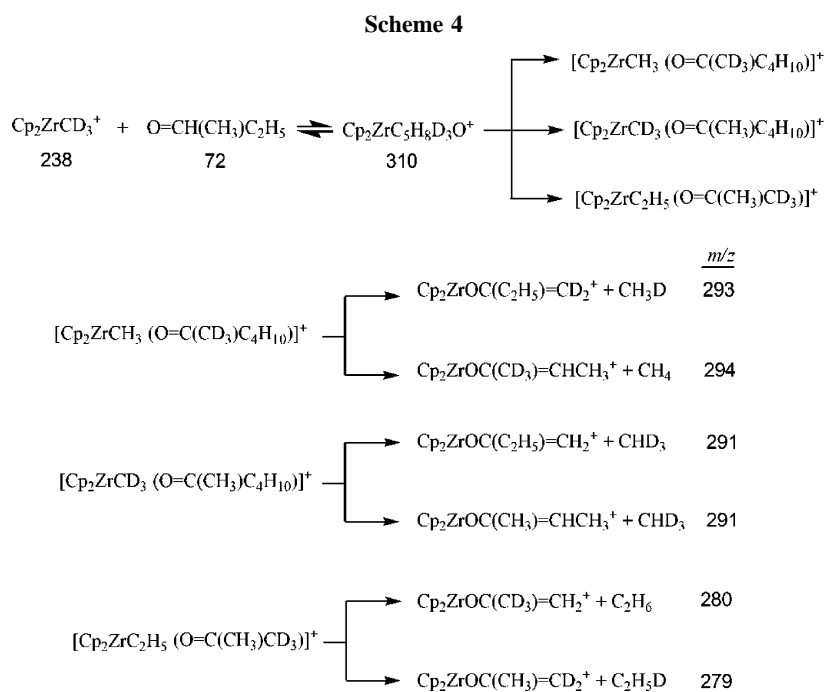 Scheme 4
[Cp₂ZrCH₃ (O=C(CD₃)C₄H₁₀)]⁺
Cp₂ZrCD₃⁺ + O=CH(CH₃)C₂H₅ ⇌ Cp₂ZrC₅H₈D₃O⁺ [Cp₂ZrCD₃ (O=C(CH₃)C₄H₁₀)]⁺
238 72 310
[Cp₂ZrC₂H₅ (O=C(CH₃)CD₃)]⁺
m/z
Cp₂ZrOC(C₂H₅)=CD₂⁺ + CH₃D 293
[Cp₂ZrCH₃ (O=C(CD₃)C₄H₁₀)]⁺
Cp₂ZrOC(CD₃)=CHCH₃⁺ + CH₄ 294
Cp₂ZrOC(C₂H₅)=CH₂⁺ + CHD₃ 291
[Cp₂ZrCD₃ (O=C(CH₃)C₄H₁₀)]⁺
Cp₂ZrOC(CH₃)=CHCH₃⁺ + CHD₃ 291
Cp₂ZrOC(CD₃)=CH₂⁺ + C₂H₆ 280
[Cp₂ZrC₂H₅ (O=C(CH₃)CD₃)]⁺
Cp₂ZrOC(CH₃)=CD₂⁺ + C₂H₅D 279